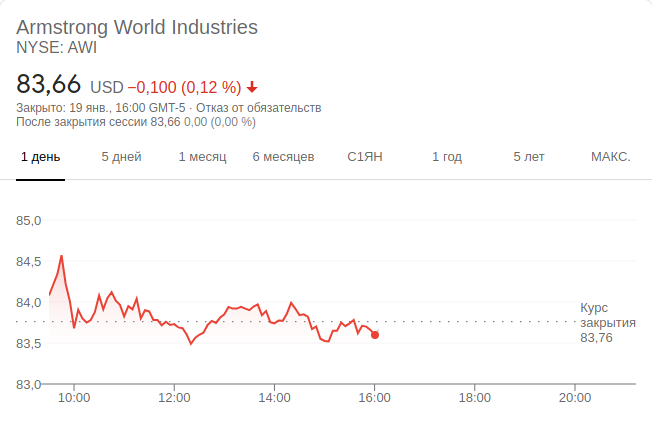 Armstrong World Industries
NYSE: AWI
83,66 USD −0,100 (0,12 %)
Закрыто: 19 янв., 16:00 GMT-5 · Отказ от обязательств
После закрытия сессии 83,66 0,00 (0,00 %)
1 день 5 дней 1 месяц 6 месяцев С1ЯН 1 год 5 лет МАКС.
85,0
84,5
84,0
Курс
закрытия
83,76
83,5
83,0
10:00 12:00 14:00 16:00 18:00 20:00